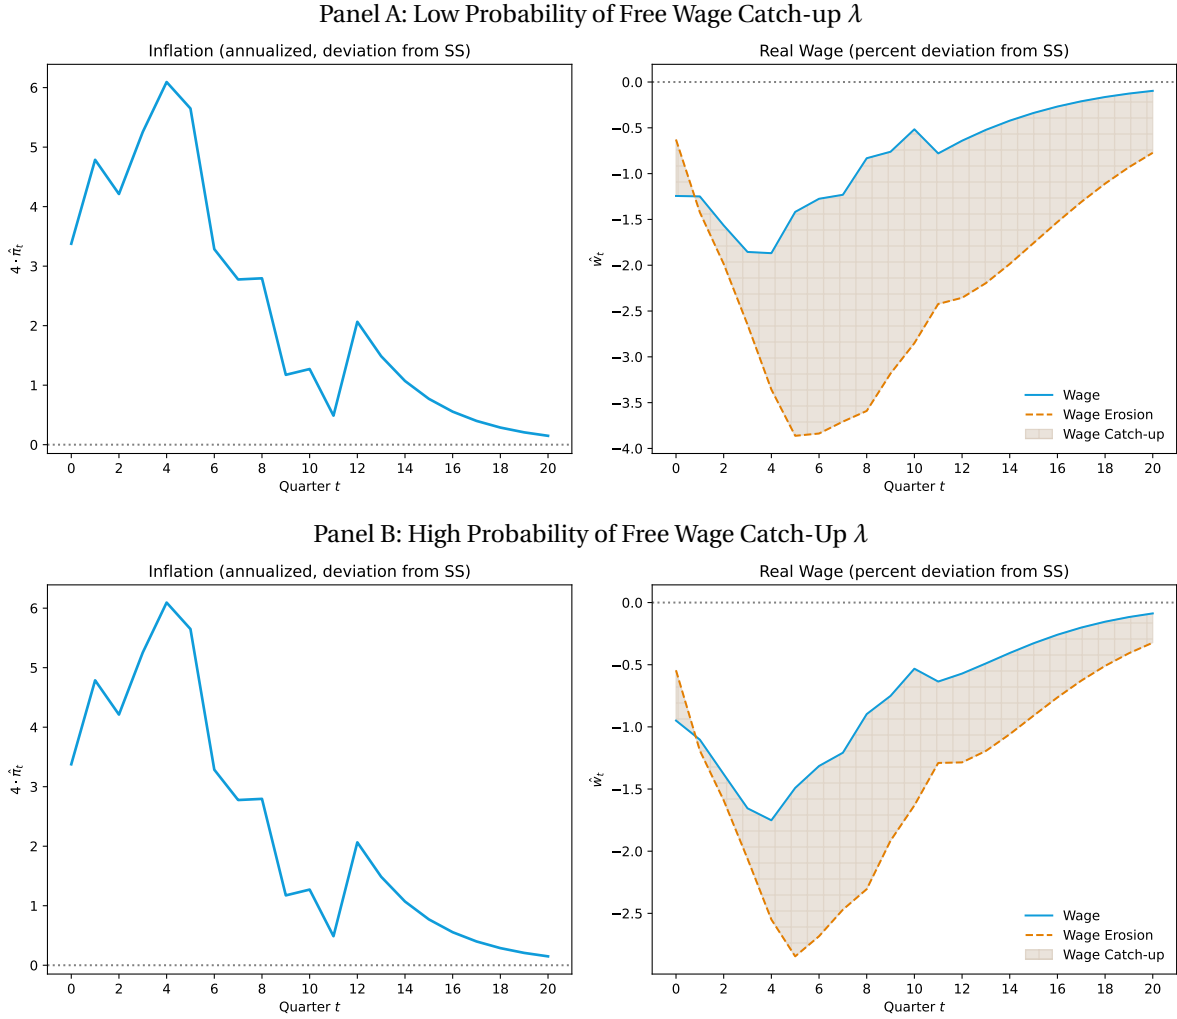 Panel A: Low Probability of Free Wage Catch-up λ
Inflation (annualized, deviation from SS)
6
5
4
3
2
1
0
4 · π̂t
0 2 4 6 8 10 12 14 16 18 20
Quarter t
Real Wage (percent deviation from SS)
0.0
−0.5
−1.0
−1.5
−2.0
−2.5
−3.0
−3.5
−4.0
ŵt
Wage
Wage Erosion
Wage Catch-up
0 2 4 6 8 10 12 14 16 18 20
Quarter t
Panel B: High Probability of Free Wage Catch-Up λ
Inflation (annualized, deviation from SS)
6
5
4
3
2
1
0
4 · π̂t
0 2 4 6 8 10 12 14 16 18 20
Quarter t
Real Wage (percent deviation from SS)
0.0
−0.5
−1.0
−1.5
−2.0
−2.5
ŵt
Wage
Wage Erosion
Wage Catch-up
0 2 4 6 8 10 12 14 16 18 20
Quarter t